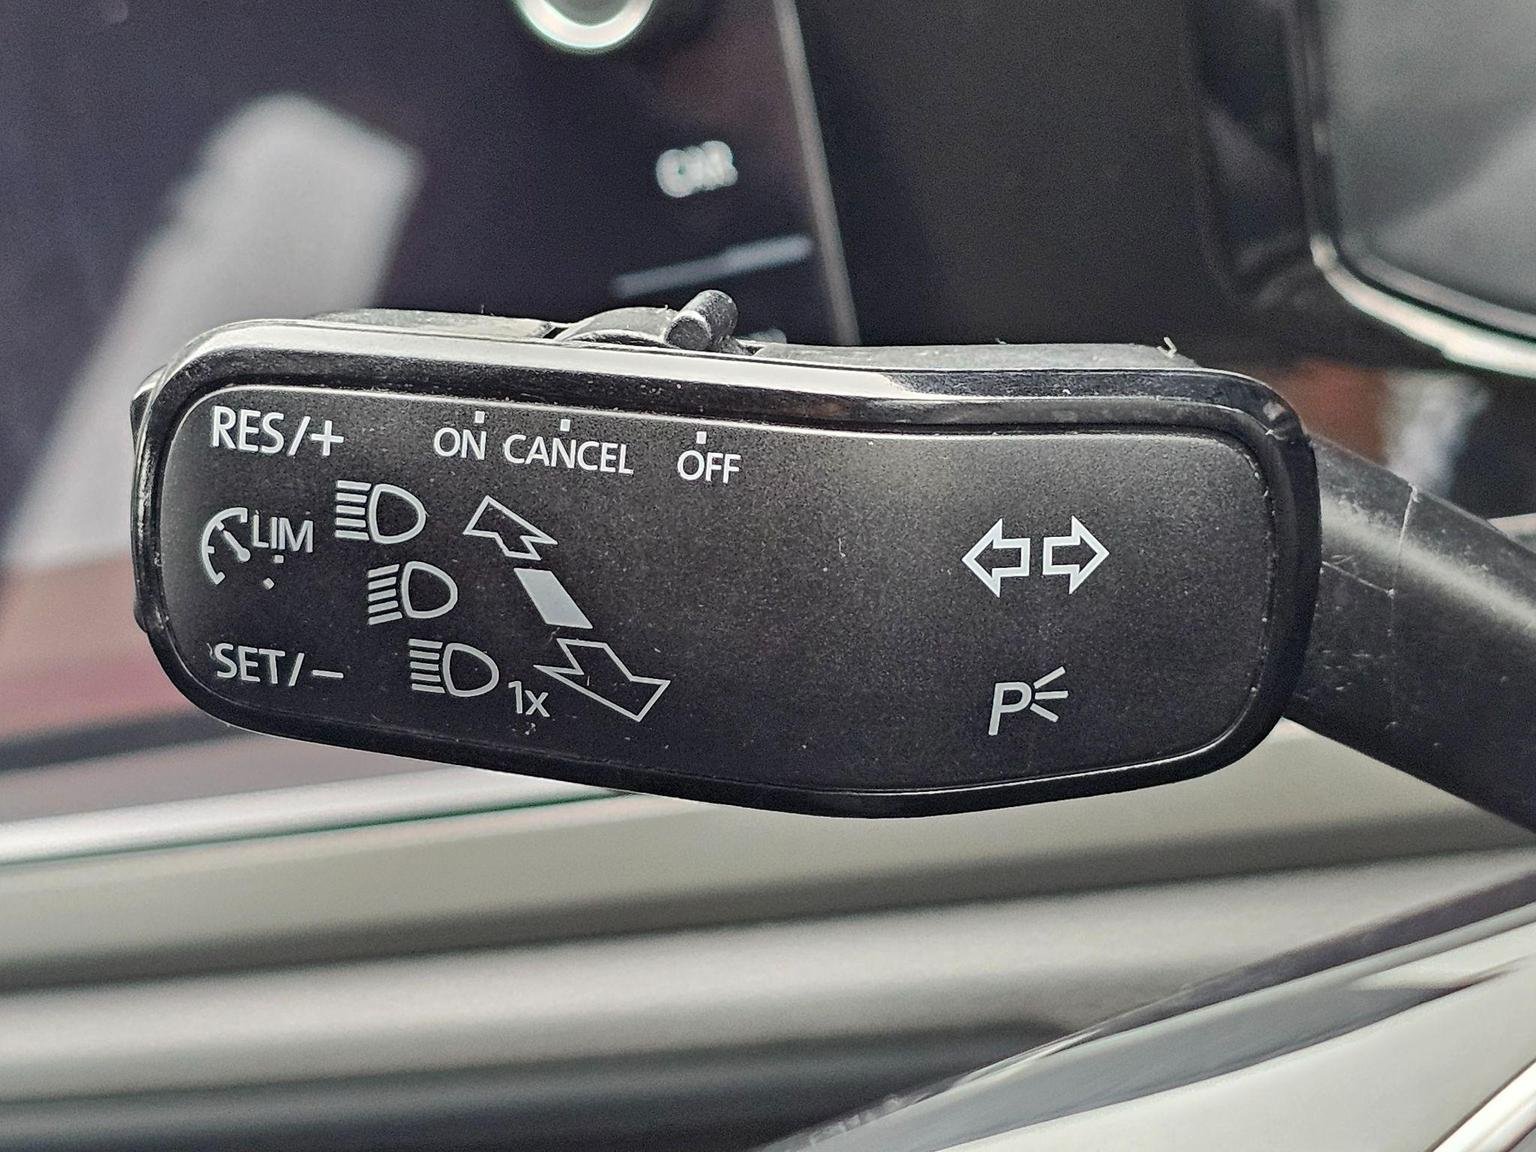 RES/+
ON CANCEL OFF
LIM
SET/-
1x
P